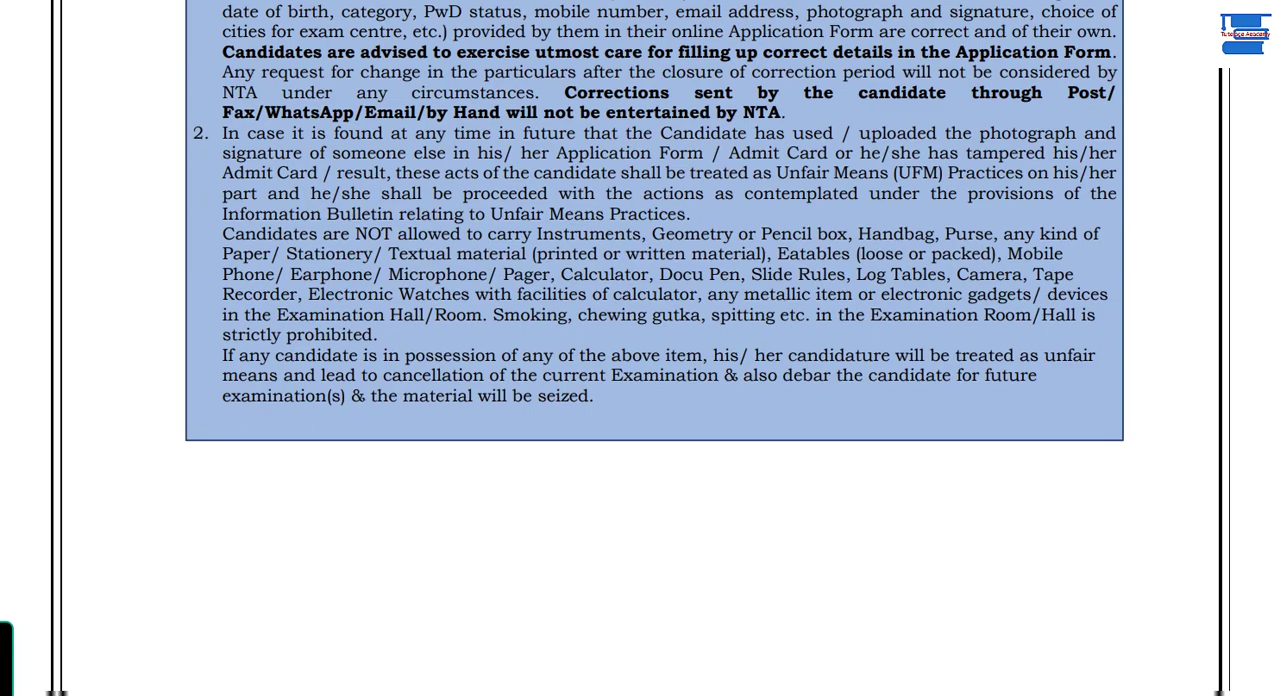 date of birth, category, PwD status, mobile number, email address, photograph and signature, choice of
cities for exam centre, etc.) provided by them in their online Application Form are correct and of their own.
Candidates are advised to exercise utmost care for filling up correct details in the Application Form.
Any request for change in the particulars after the closure of correction period will not be considered by
NTA under any circumstances. Corrections sent by the candidate through Post/
Fax/WhatsApp/Email/by Hand will not be entertained by NTA.
2. In case it is found at any time in future that the Candidate has used / uploaded the photograph and
signature of someone else in his/ her Application Form / Admit Card or he/she has tampered his/her
Admit Card / result, these acts of the candidate shall be treated as Unfair Means (UFM) Practices on his/her
part and he/she shall be proceeded with the actions as contemplated under the provisions of the
Information Bulletin relating to Unfair Means Practices.
Candidates are NOT allowed to carry Instruments, Geometry or Pencil box, Handbag, Purse, any kind of
Paper/ Stationery/ Textual material (printed or written material), Eatables (loose or packed), Mobile
Phone/ Earphone/ Microphone/ Pager, Calculator, Docu Pen, Slide Rules, Log Tables, Camera, Tape
Recorder, Electronic Watches with facilities of calculator, any metallic item or electronic gadgets/ devices
in the Examination Hall/Room. Smoking, chewing gutka, spitting etc. in the Examination Room/Hall is
strictly prohibited.
If any candidate is in possession of any of the above item, his/ her candidature will be treated as unfair
means and lead to cancellation of the current Examination & also debar the candidate for future
examination(s) & the material will be seized.